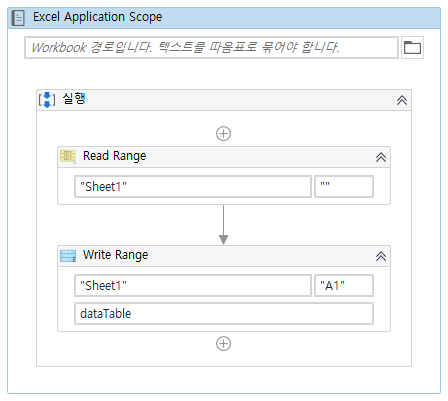 Excel Application Scope
Workbook 경로입니다. 텍스트를 따옴표로 묶어야 합니다.
실행
Read Range
"Sheet1" ""
Write Range
"Sheet1" "A1"
dataTable